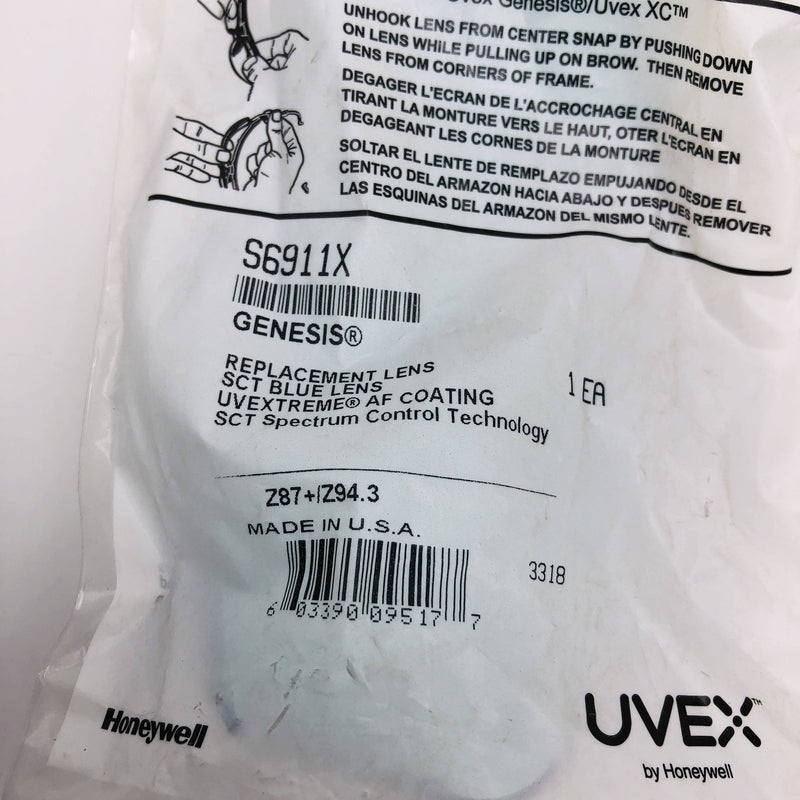 Genesis®/Uvex XC™
UNHOOK LENS FROM CENTER SNAP BY PUSHING DOWN
ON LENS WHILE PULLING UP ON BROW. THEN REMOVE
LENS FROM CORNERS OF FRAME.
DEGAGER L'ECRAN DE L'ACCROCHAGE CENTRAL EN
TIRANT LA MONTURE VERS LE HAUT, OTER L'ECRAN EN
DEGAGEANT LES CORNES DE LA MONTURE
SOLTAR EL LENTE DE REMPLAZO EMPUJANDO DESDE EL
CENTRO DEL ARMAZON HACIA ABAJO Y DESPUES REMOVER
LAS ESQUINAS DEL ARMAZON DEL MISMO LENTE.
S6911X
GENESIS®
REPLACEMENT LENS
SCT BLUE LENS
UVEXTREME® AF COATING
SCT Spectrum Control Technology
1 EA
Z87+/Z94.3
MADE IN U.S.A.
3318
6 03390 09517 7
Honeywell
UVEX™
by Honeywell